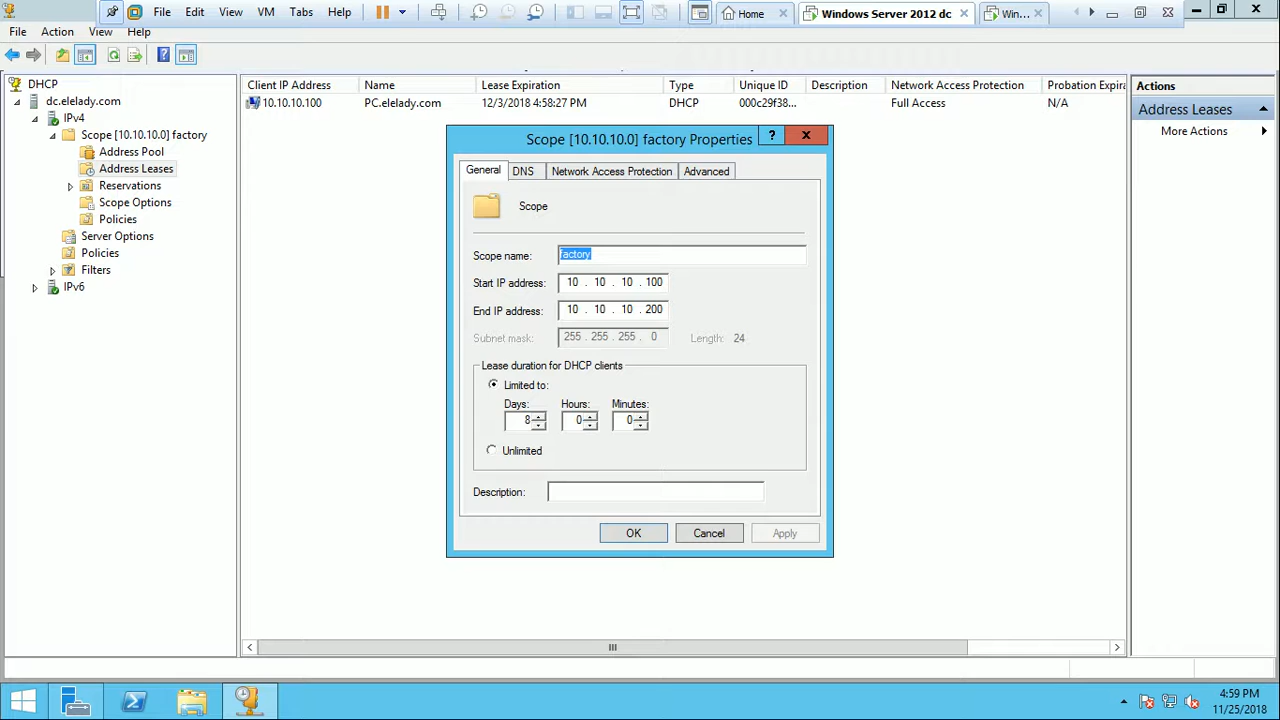 File Edit View VM Tabs Help Home Windows Server 2012 dc Win...
File Action View Help
DHCP
dc.elelady.com
IPv4
Scope [10.10.10.0] factory
Address Pool
Address Leases
Reservations
Scope Options
Policies
Server Options
Policies
Filters
IPv6
Client IP Address Name Lease Expiration Type Unique ID Description Network Access Protection Probation Expira
10.10.10.100 PC.elelady.com 12/3/2018 4:58:27 PM DHCP 000c29f38... Full Access N/A
Scope [10.10.10.0] factory Properties
General DNS Network Access Protection Advanced
Scope
Scope name: factory
Start IP address: 10 . 10 . 10 . 100
End IP address: 10 . 10 . 10 . 200
Subnet mask: 255 . 255 . 255 . 0 Length: 24
Lease duration for DHCP clients
Limited to:
Days: Hours: Minutes:
8 0 0
Unlimited
Description:
OK Cancel Apply
Actions
Address Leases
More Actions
4:59 PM
11/25/2018